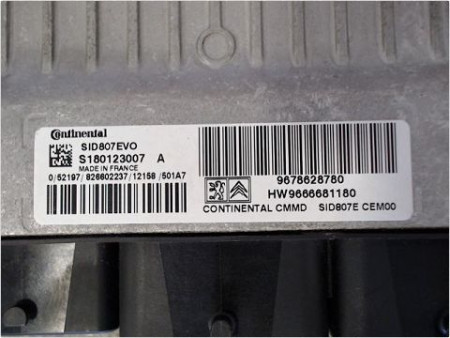 Continental
SID807EVO
S180123007 A
MADE IN FRANCE
0/52197/826602237/12158/501A7
9678628780
HW9666681180
CONTINENTAL CMMD SID807E CEM00